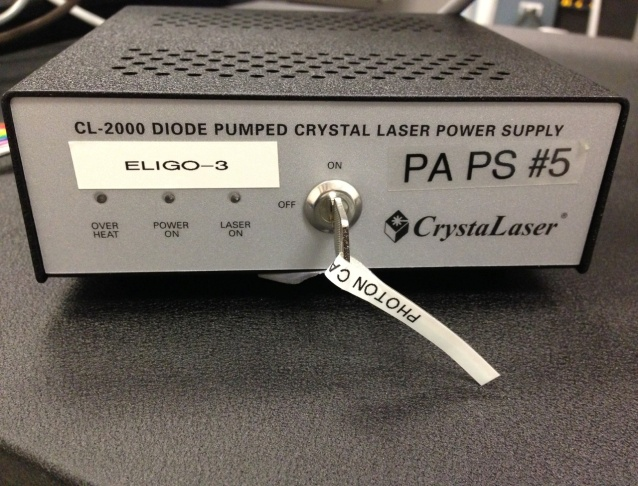 CL-2000 DIODE PUMPED CRYSTAL LASER POWER SUPPLY
ELIGO-3
ON
PA PS #5
OFF
OVER HEAT
POWER ON
LASER ON
CrystaLaser®
PHOTON